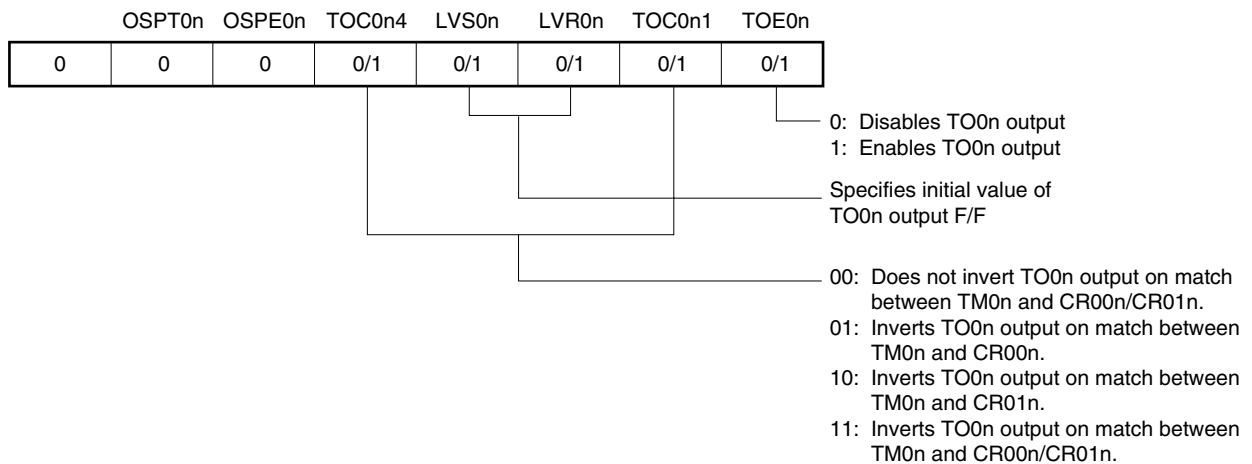 OSPT0n OSPE0n TOC0n4 LVS0n LVR0n TOC0n1 TOE0n
0 0 0 0/1 0/1 0/1 0/1 0/1
0: Disables TO0n output
1: Enables TO0n output
Specifies initial value of
TO0n output F/F
00: Does not invert TO0n output on match
between TM0n and CR00n/CR01n.
01: Inverts TO0n output on match between
TM0n and CR00n.
10: Inverts TO0n output on match between
TM0n and CR01n.
11: Inverts TO0n output on match between
TM0n and CR00n/CR01n.